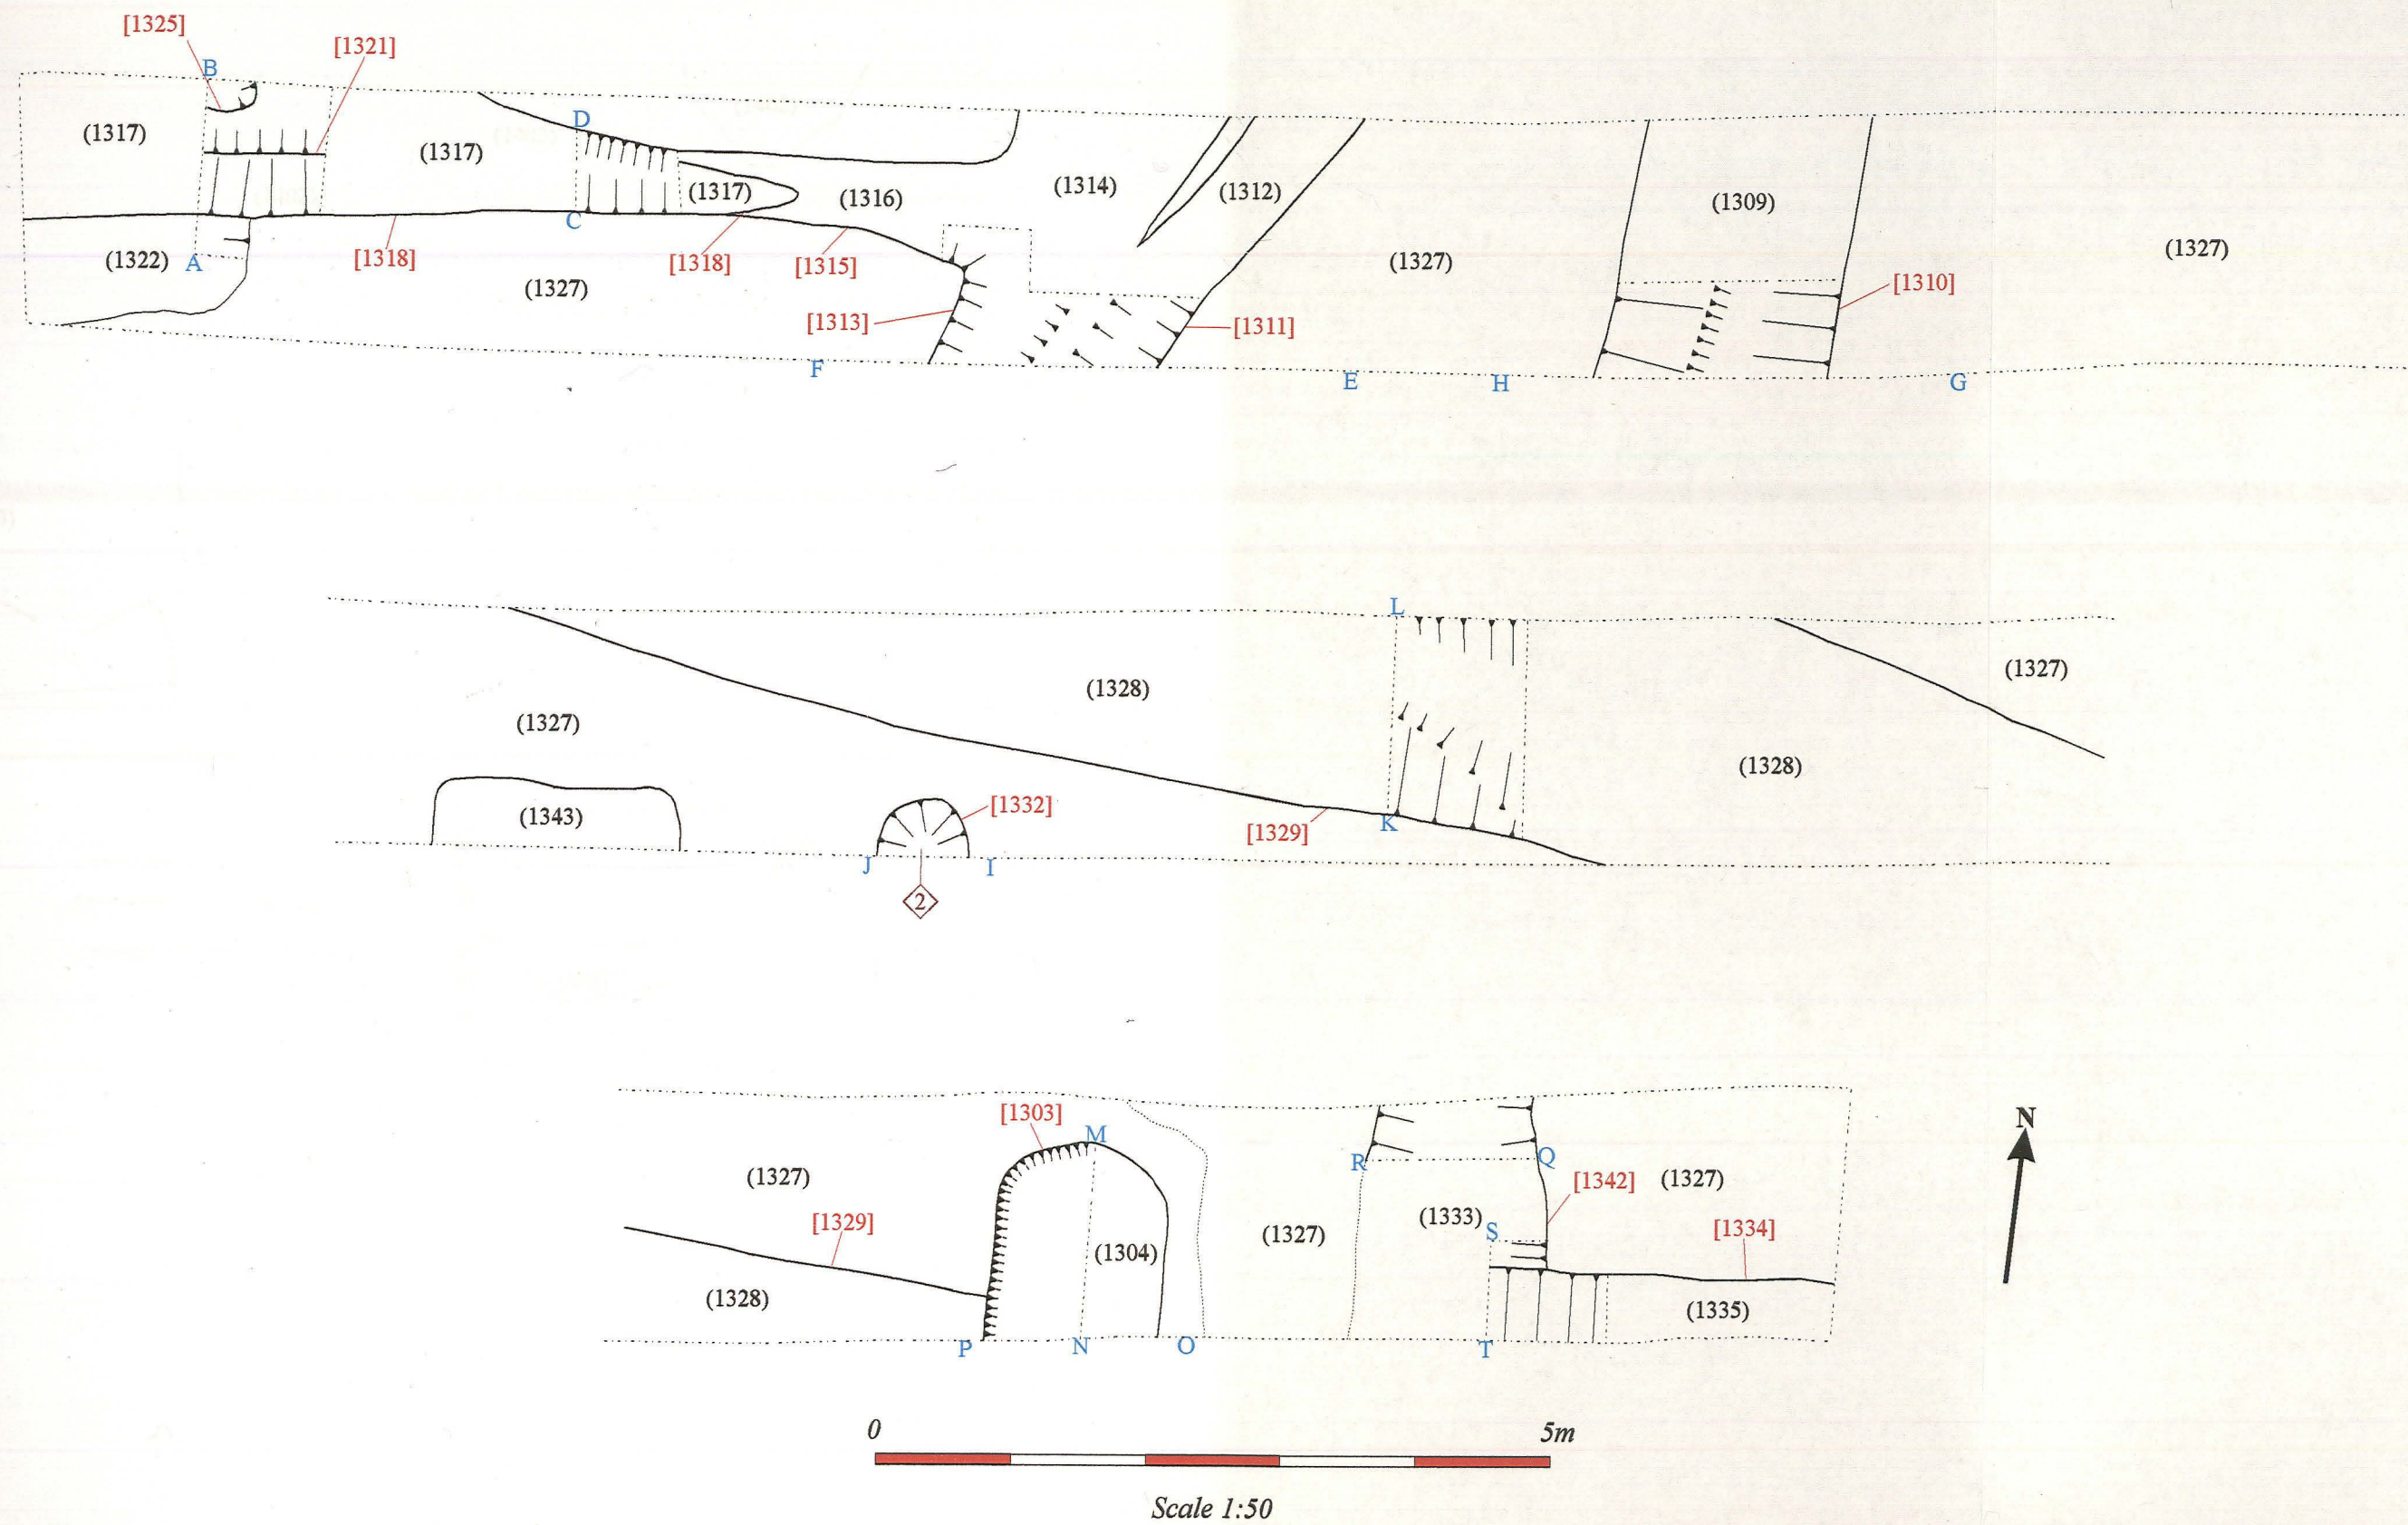 [1325]
[1321]
B
D
(1317)
(1317)
(1317)
(1316)
(1314)
(1312)
(1309)
(1327)
(1322)
A
[1318]
C
(1327)
[1318]
[1315]
(1327)
[1310]
[1313]
[1311]
F
E
H
G
L
(1327)
(1328)
(1327)
(1328)
(1343)
[1332]
[1329]
K
J
I
2
[1303]
M
N
(1327)
R
Q
[1342]
(1327)
[1329]
(1304)
(1327)
(1333)
S
[1334]
(1328)
(1335)
P
N
O
T
0
5m
Scale 1:50